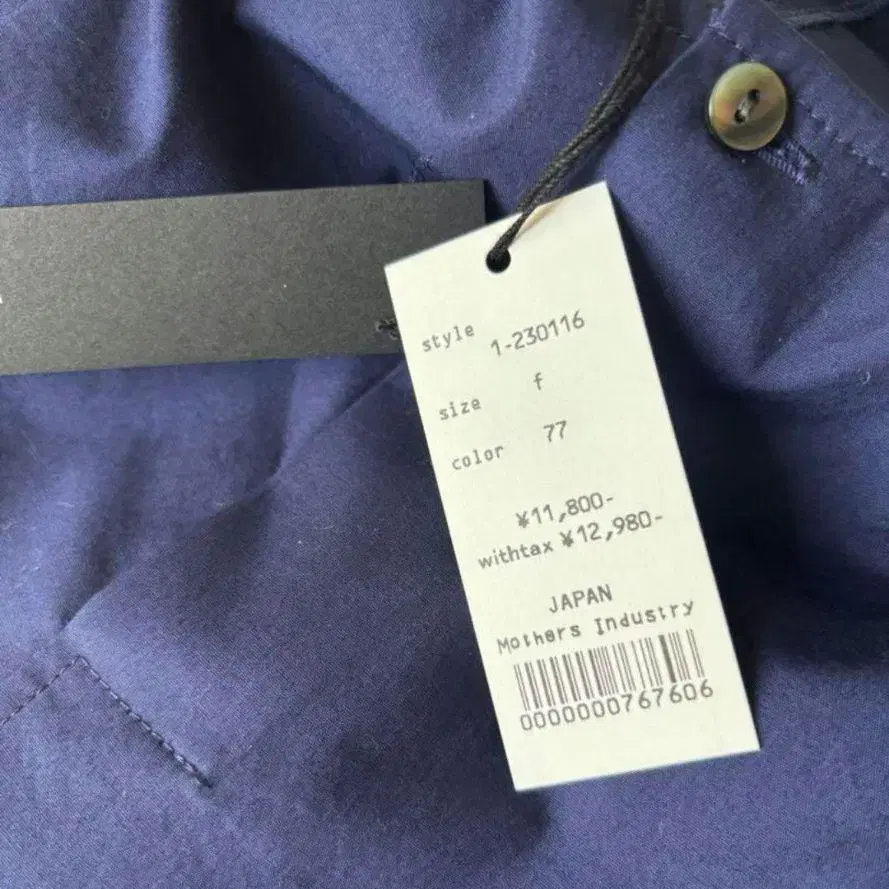 style 1-230116
size f
color 77
¥11,800-
withtax ¥12,980-
JAPAN
Mothers Industry
0000000767606